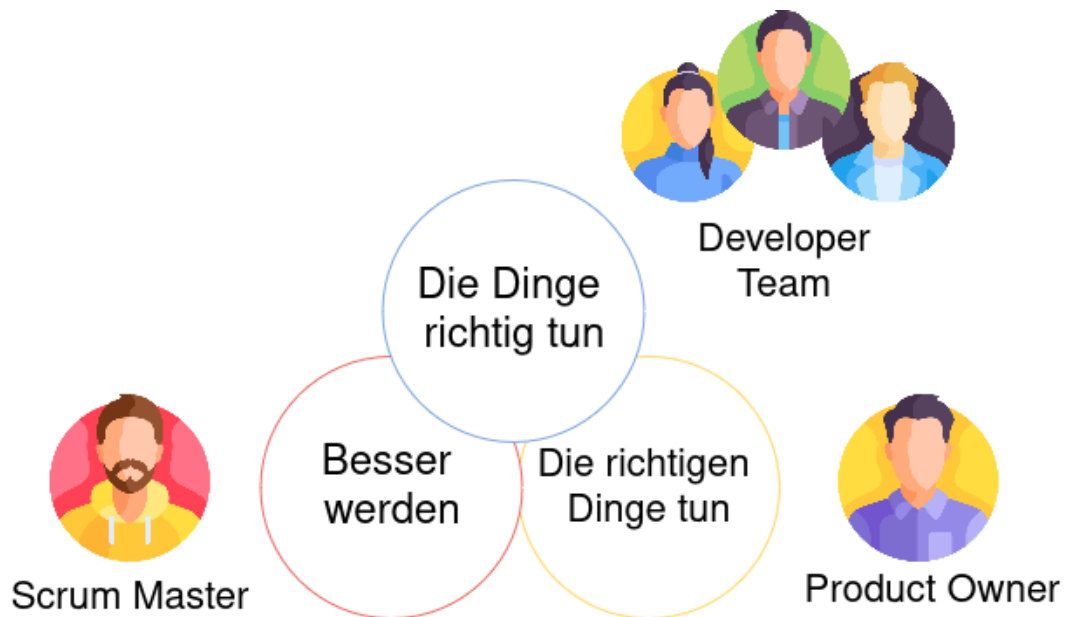 Developer
Team
Die Dinge
richtig tun
Besser
werden
Die richtigen
Dinge tun
Scrum Master
Product Owner